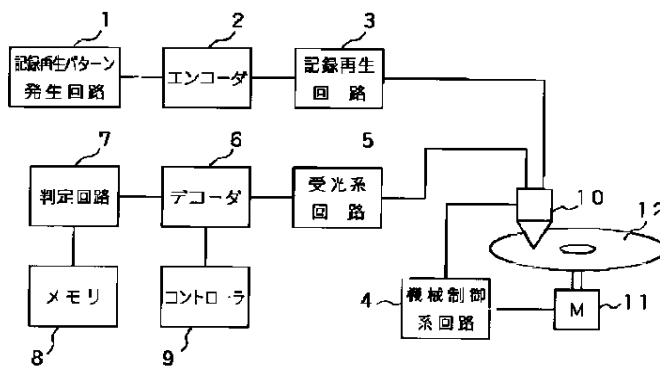 1
2
3
記録再生パターン
発生回路
エンコーダ
記録再生
回路
7
6
5
判定回路
デコーダ
受光系
回路
10
12
メモリ
コントローラ
4
機械制御
系回路
M
11
8
9